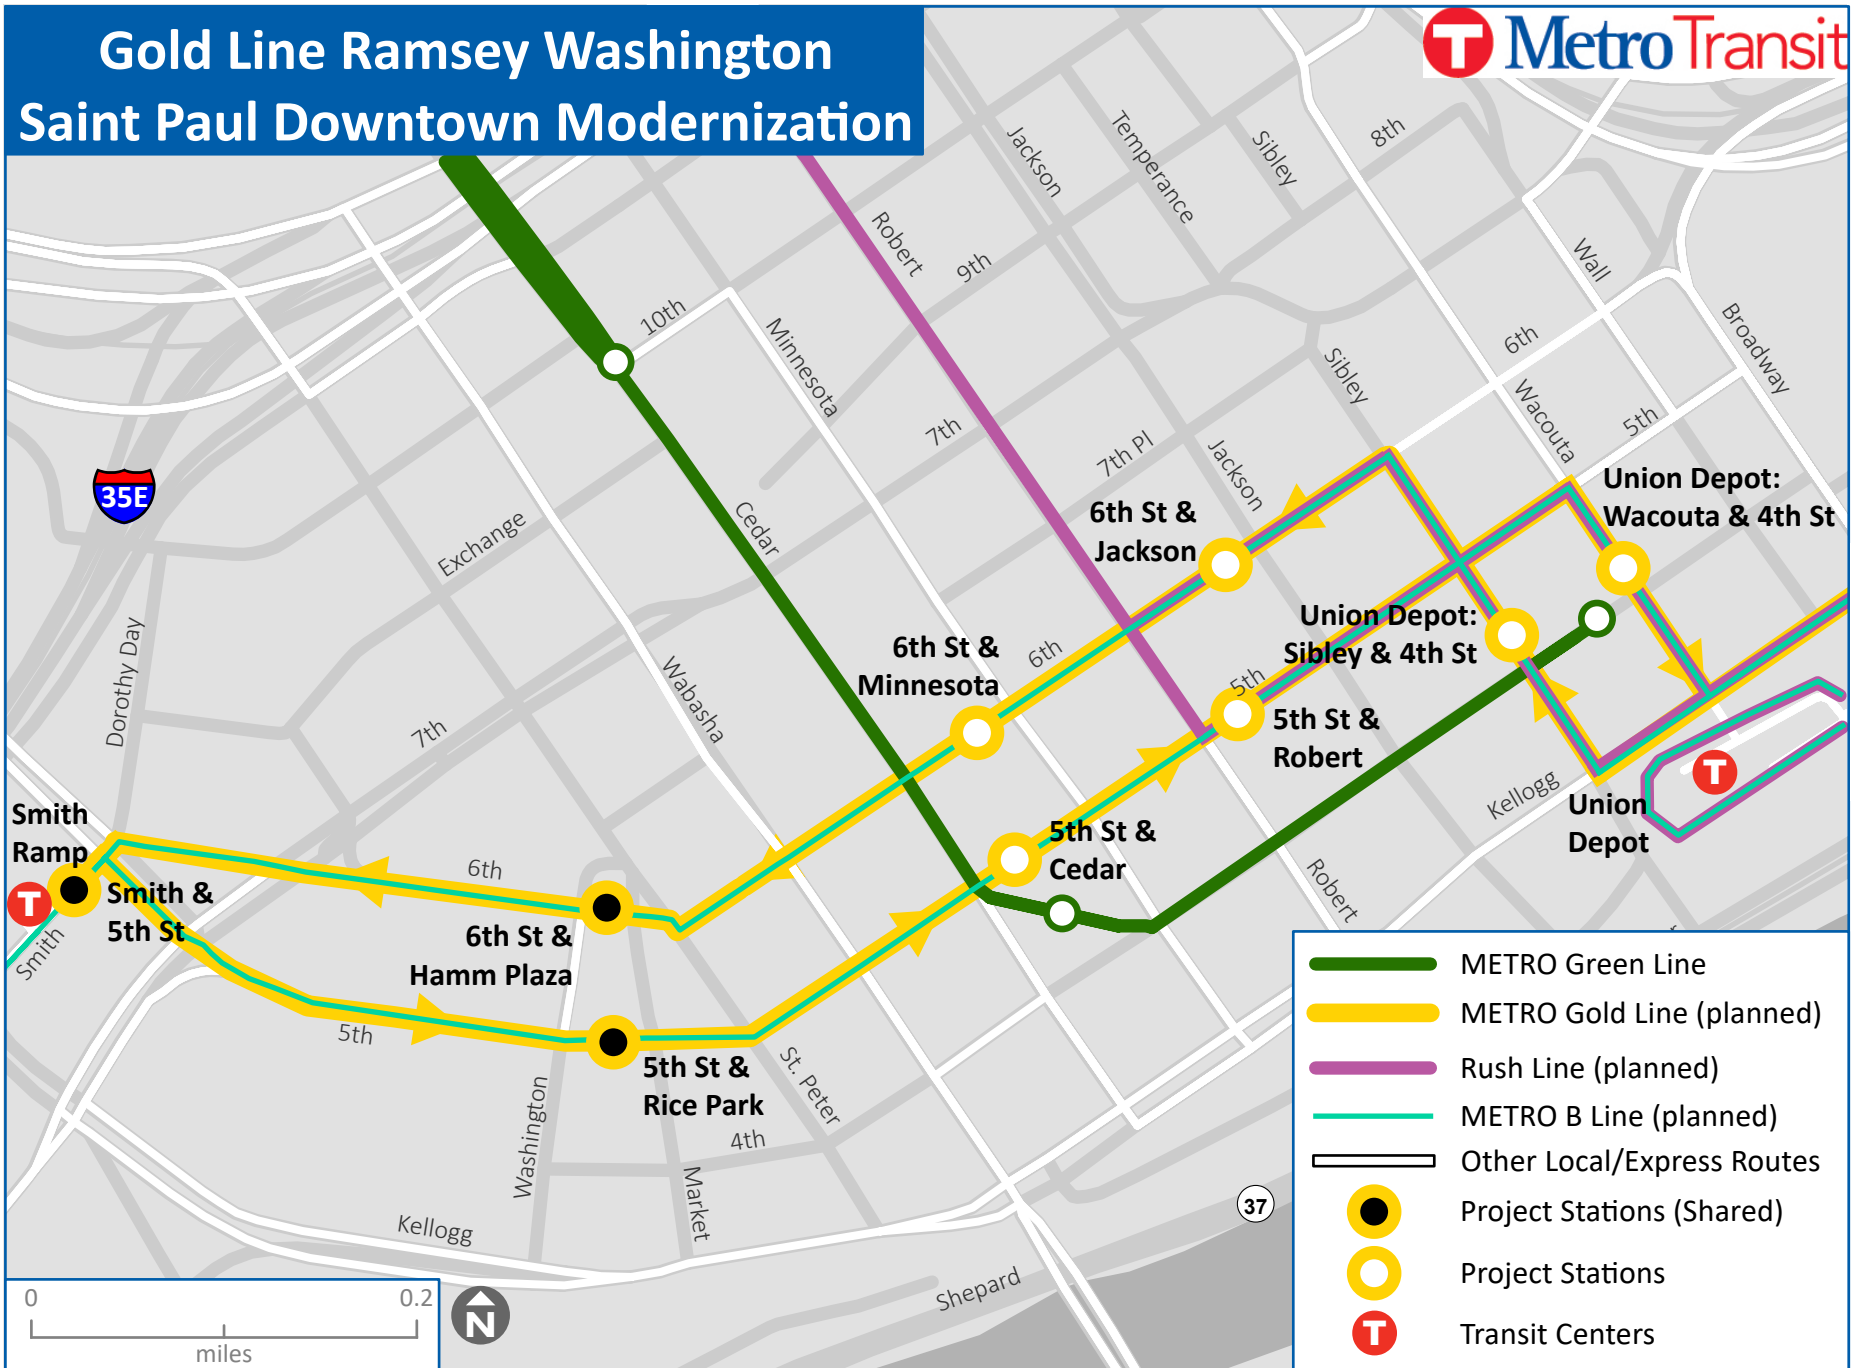 Gold Line Ramsey Washington
Saint Paul Downtown Modernization
T Metro Transit
Jackson
Temperance
Sibley
8th
Robert
9th
Wall
10th
Minnesota
6th
Broadway
Sibley
Wacouta
5th
7th
7th Pl
Jackson
35E
Exchange
Cedar
Union Depot:
Wacouta & 4th St
6th St &
Jackson
Dorothy Day
Union Depot:
Sibley & 4th St
6th St &
Minnesota
6th
5th
Wabasha
7th
5th St &
Robert
T
Kellogg
Union
Depot
Smith
Ramp
T
Smith &
5th St
Smith
6th
5th St &
Cedar
Robert
6th St &
Hamm Plaza
5th
5th St &
Rice Park
St. Peter
Washington
4th
Market
Kellogg
37
Shepard
METRO Green Line
METRO Gold Line (planned)
Rush Line (planned)
METRO B Line (planned)
Other Local/Express Routes
Project Stations (Shared)
Project Stations
T Transit Centers
0 0.2
miles
N